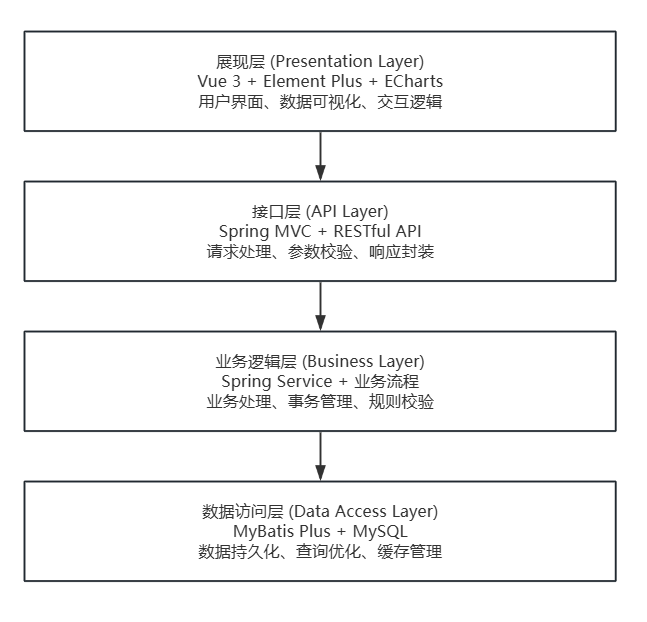 展现层 (Presentation Layer)
Vue 3 + Element Plus + ECharts
用户界面、数据可视化、交互逻辑
接口层 (API Layer)
Spring MVC + RESTful API
请求处理、参数校验、响应封装
业务逻辑层 (Business Layer)
Spring Service + 业务流程
业务处理、事务管理、规则校验
数据访问层 (Data Access Layer)
MyBatis Plus + MySQL
数据持久化、查询优化、缓存管理